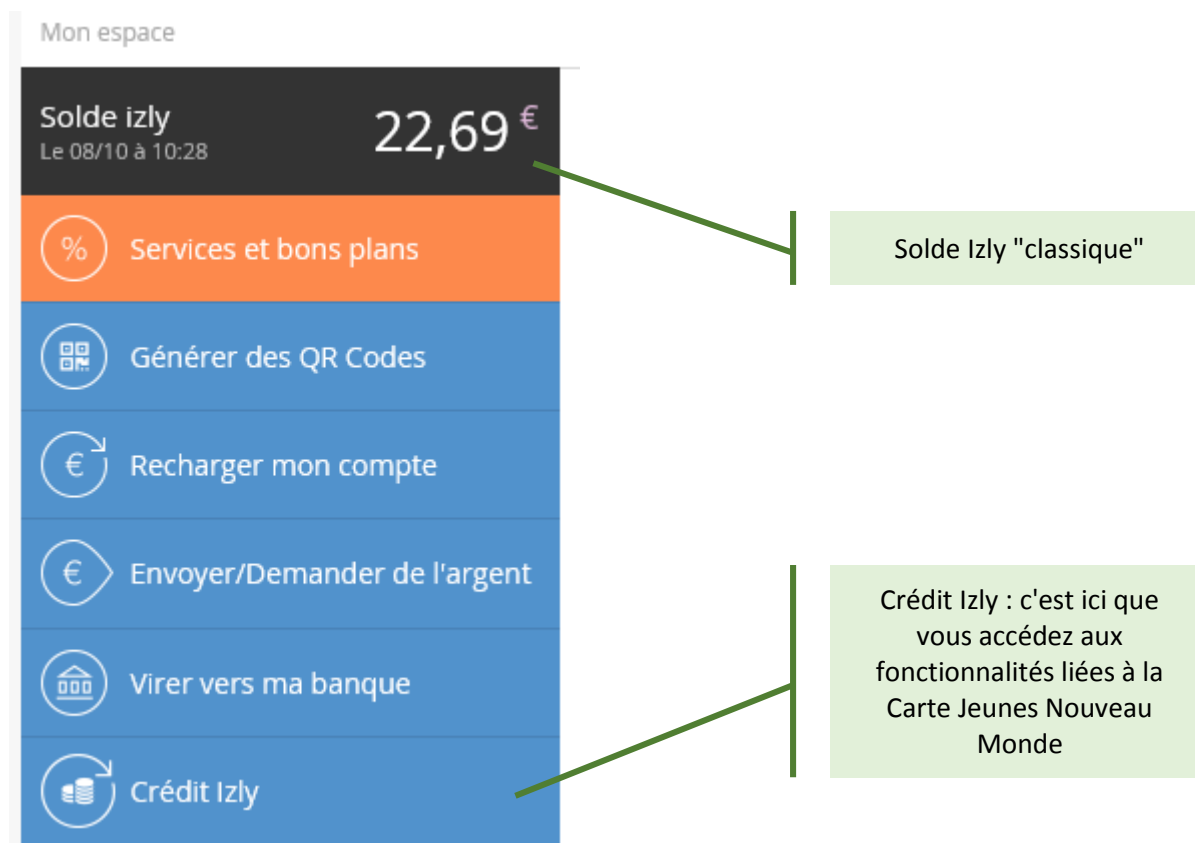 Mon espace
Solde izly
Le 08/10 à 10:28
22,69 €
Services et bons plans
Générer des QR Codes
Recharger mon compte
Envoyer/Demander de l'argent
Virer vers ma banque
Crédit Izly
Solde Izly "classique"
Crédit Izly : c'est ici que
vous accédez aux
fonctionnalités liées à la
Carte Jeunes Nouveau
Monde